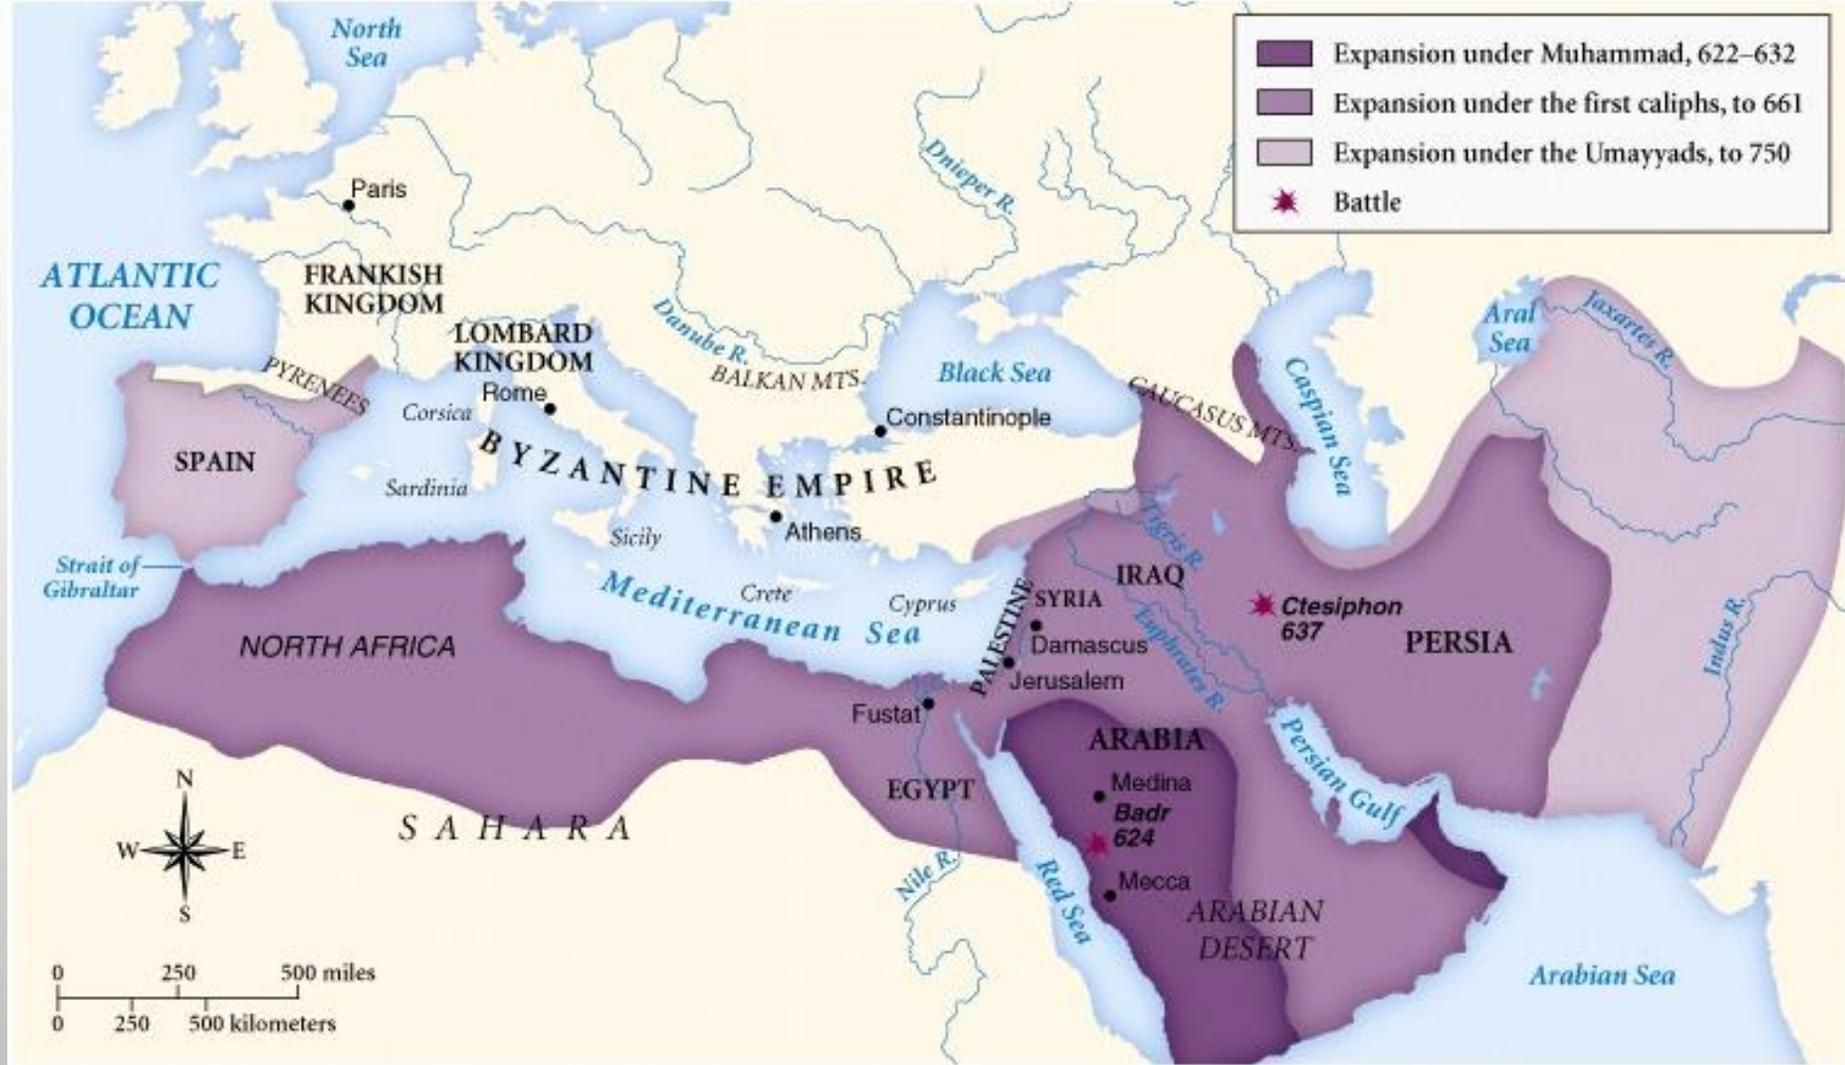 Expansion under Muhammad, 622–632
Expansion under the first caliphs, to 661
Expansion under the Umayyads, to 750
Battle
North
Sea
Dnieper R.
Paris
ATLANTIC
OCEAN
FRANKISH
KINGDOM
LOMBARD
KINGDOM
Danube R.
BALKAN MTS.
Black Sea
CAUCASUS MTS.
Caspian Sea
Aral
Sea
Jaxartes R.
PYRENEES
Corsica
Rome
Constantinople
SPAIN
Sardinia
BYZANTINE EMPIRE
Athens
Sicily
Strait of
Gibraltar
Mediterranean Sea
Crete
Cyprus
Tigris R.
IRAQ
SYRIA
PALESTINE
Damascus
Jerusalem
Euphrates R.
Ctesiphon
637
PERSIA
Indus R.
NORTH AFRICA
Fustat
EGYPT
ARABIA
Medina
Badr
624
Mecca
Persian Gulf
SAHARA
Nile R.
Red Sea
ARABIAN
DESERT
Arabian Sea
N
W E
S
0 250 500 miles
0 250 500 kilometers